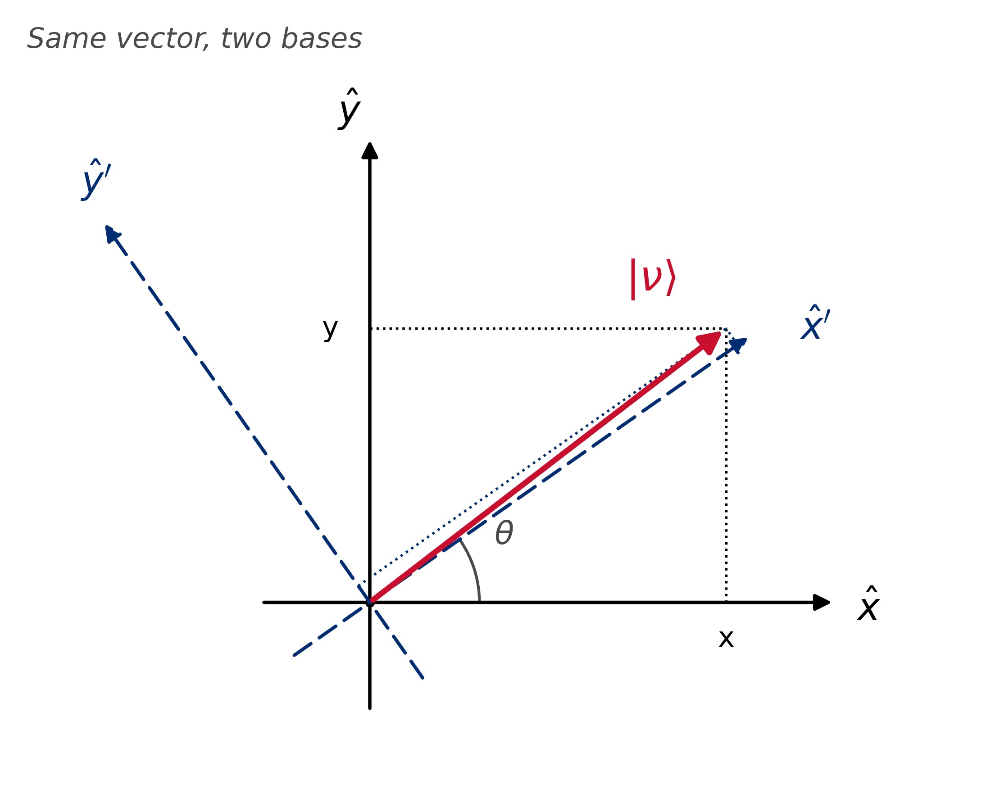 Same vector, two bases
ŷ
ŷ′
|ν⟩
x̂′
y
θ
x̂
x